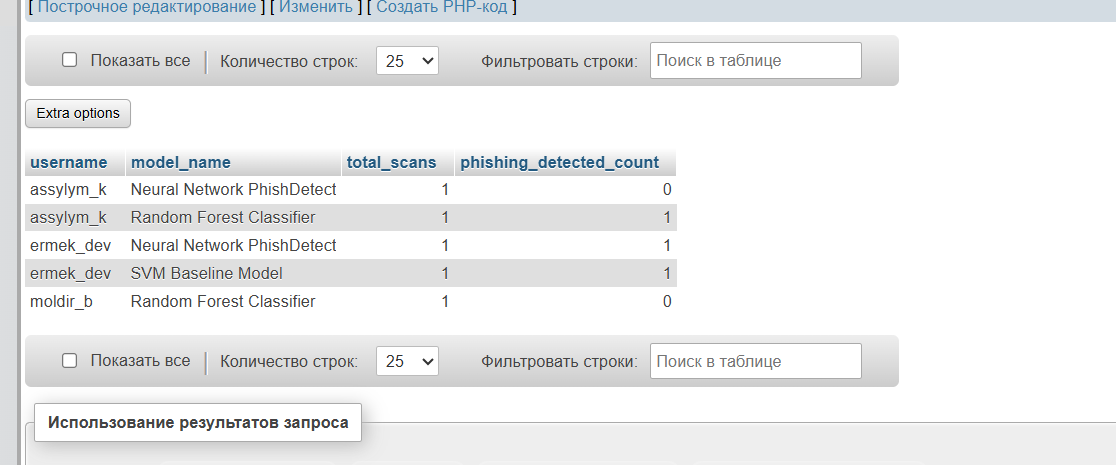 [ Построчное редактирование ] [ Изменить ] [ Создать PHP-код ]
Показать все | Количество строк: 25 Фильтровать строки: Поиск в таблице
Extra options
username model_name total_scans phishing_detected_count
assylym_k Neural Network PhishDetect 1 0
assylym_k Random Forest Classifier 1 1
ermek_dev Neural Network PhishDetect 1 1
ermek_dev SVM Baseline Model 1 1
moldir_b Random Forest Classifier 1 0
Показать все | Количество строк: 25 Фильтровать строки: Поиск в таблице
Использование результатов запроса